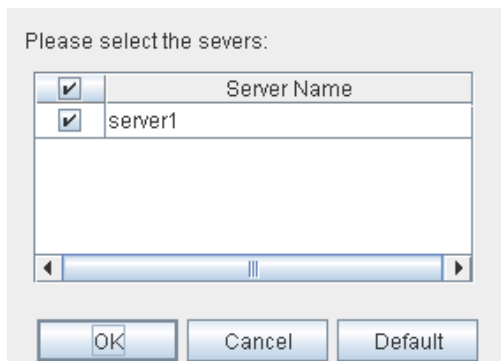 Please select the severs:
Server Name
server1
OK
Cancel
Default